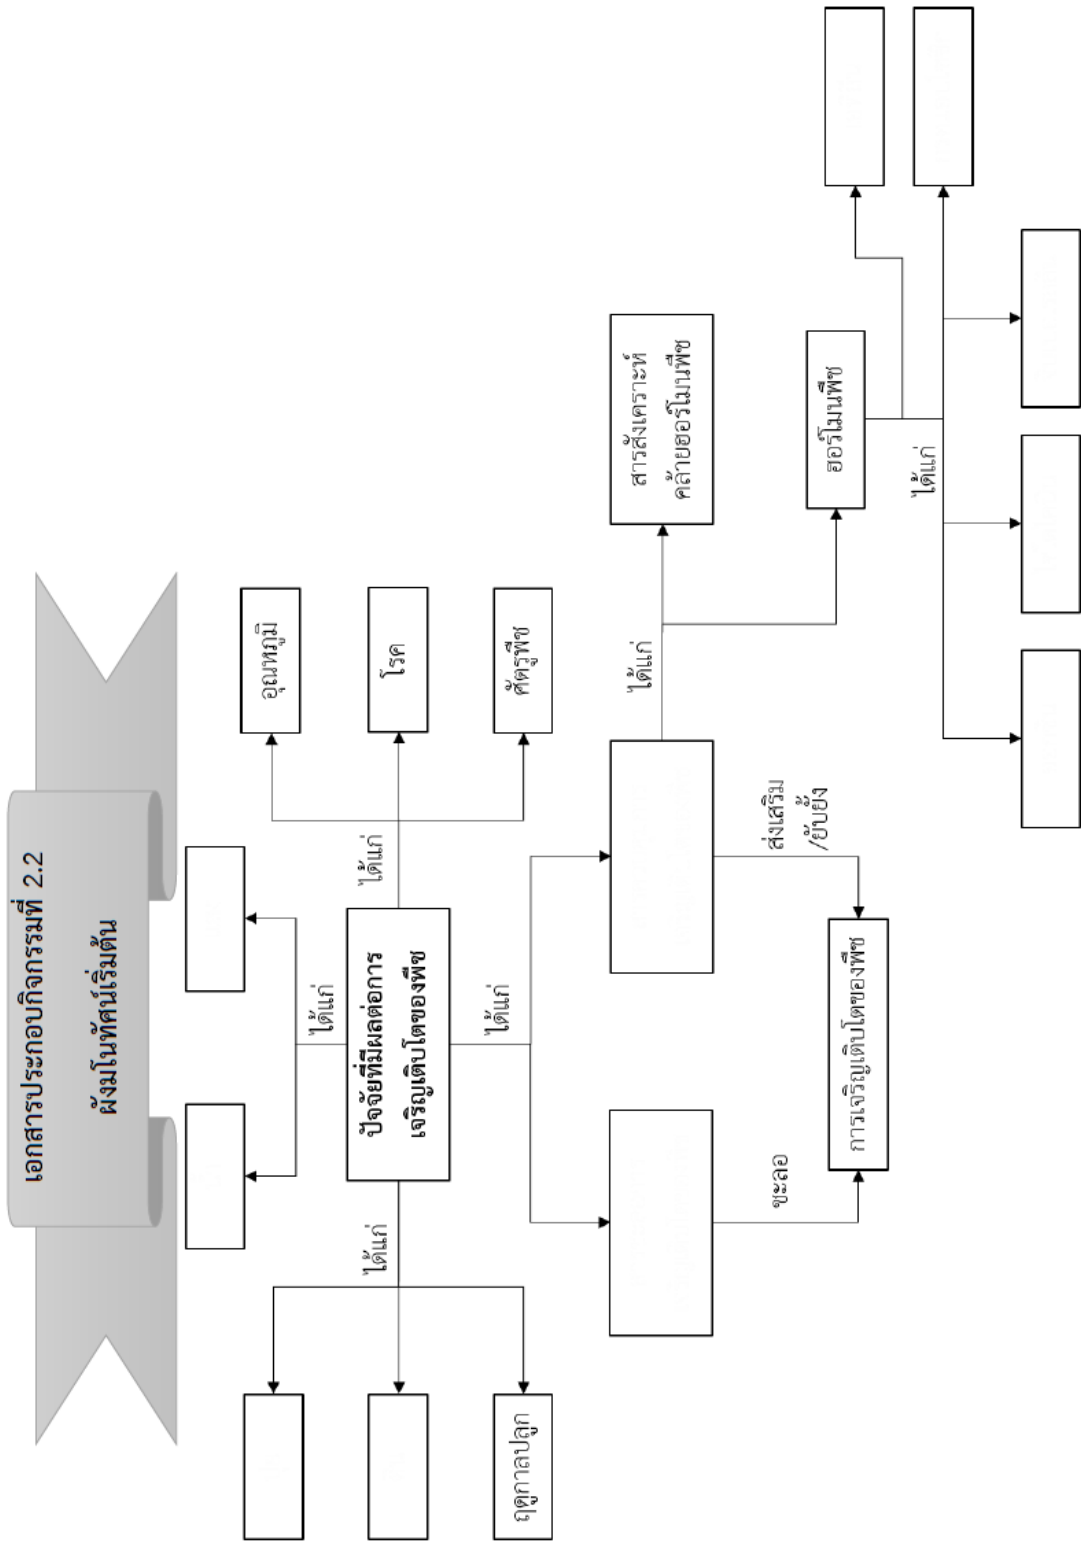 เอกสารประกอบกิจกรรมที่ 2.2
ผังมโนทัศน์เริ่มต้น
ได้แก่
ได้แก่
อุณหภูมิ
โรค
ศัตรูพืช
ปัจจัยที่มีผลต่อการ
เจริญเติบโตของพืช
ได้แก่
ฤดูกาลปลูก
ได้แก่
ชะลอ
ส่งเสริม
/ยับยั้ง
การเจริญเติบโตของพืช
ได้แก่
สารสังเคราะห์
คล้ายฮอร์โมนพืช
ฮอร์โมนพืช
ได้แก่